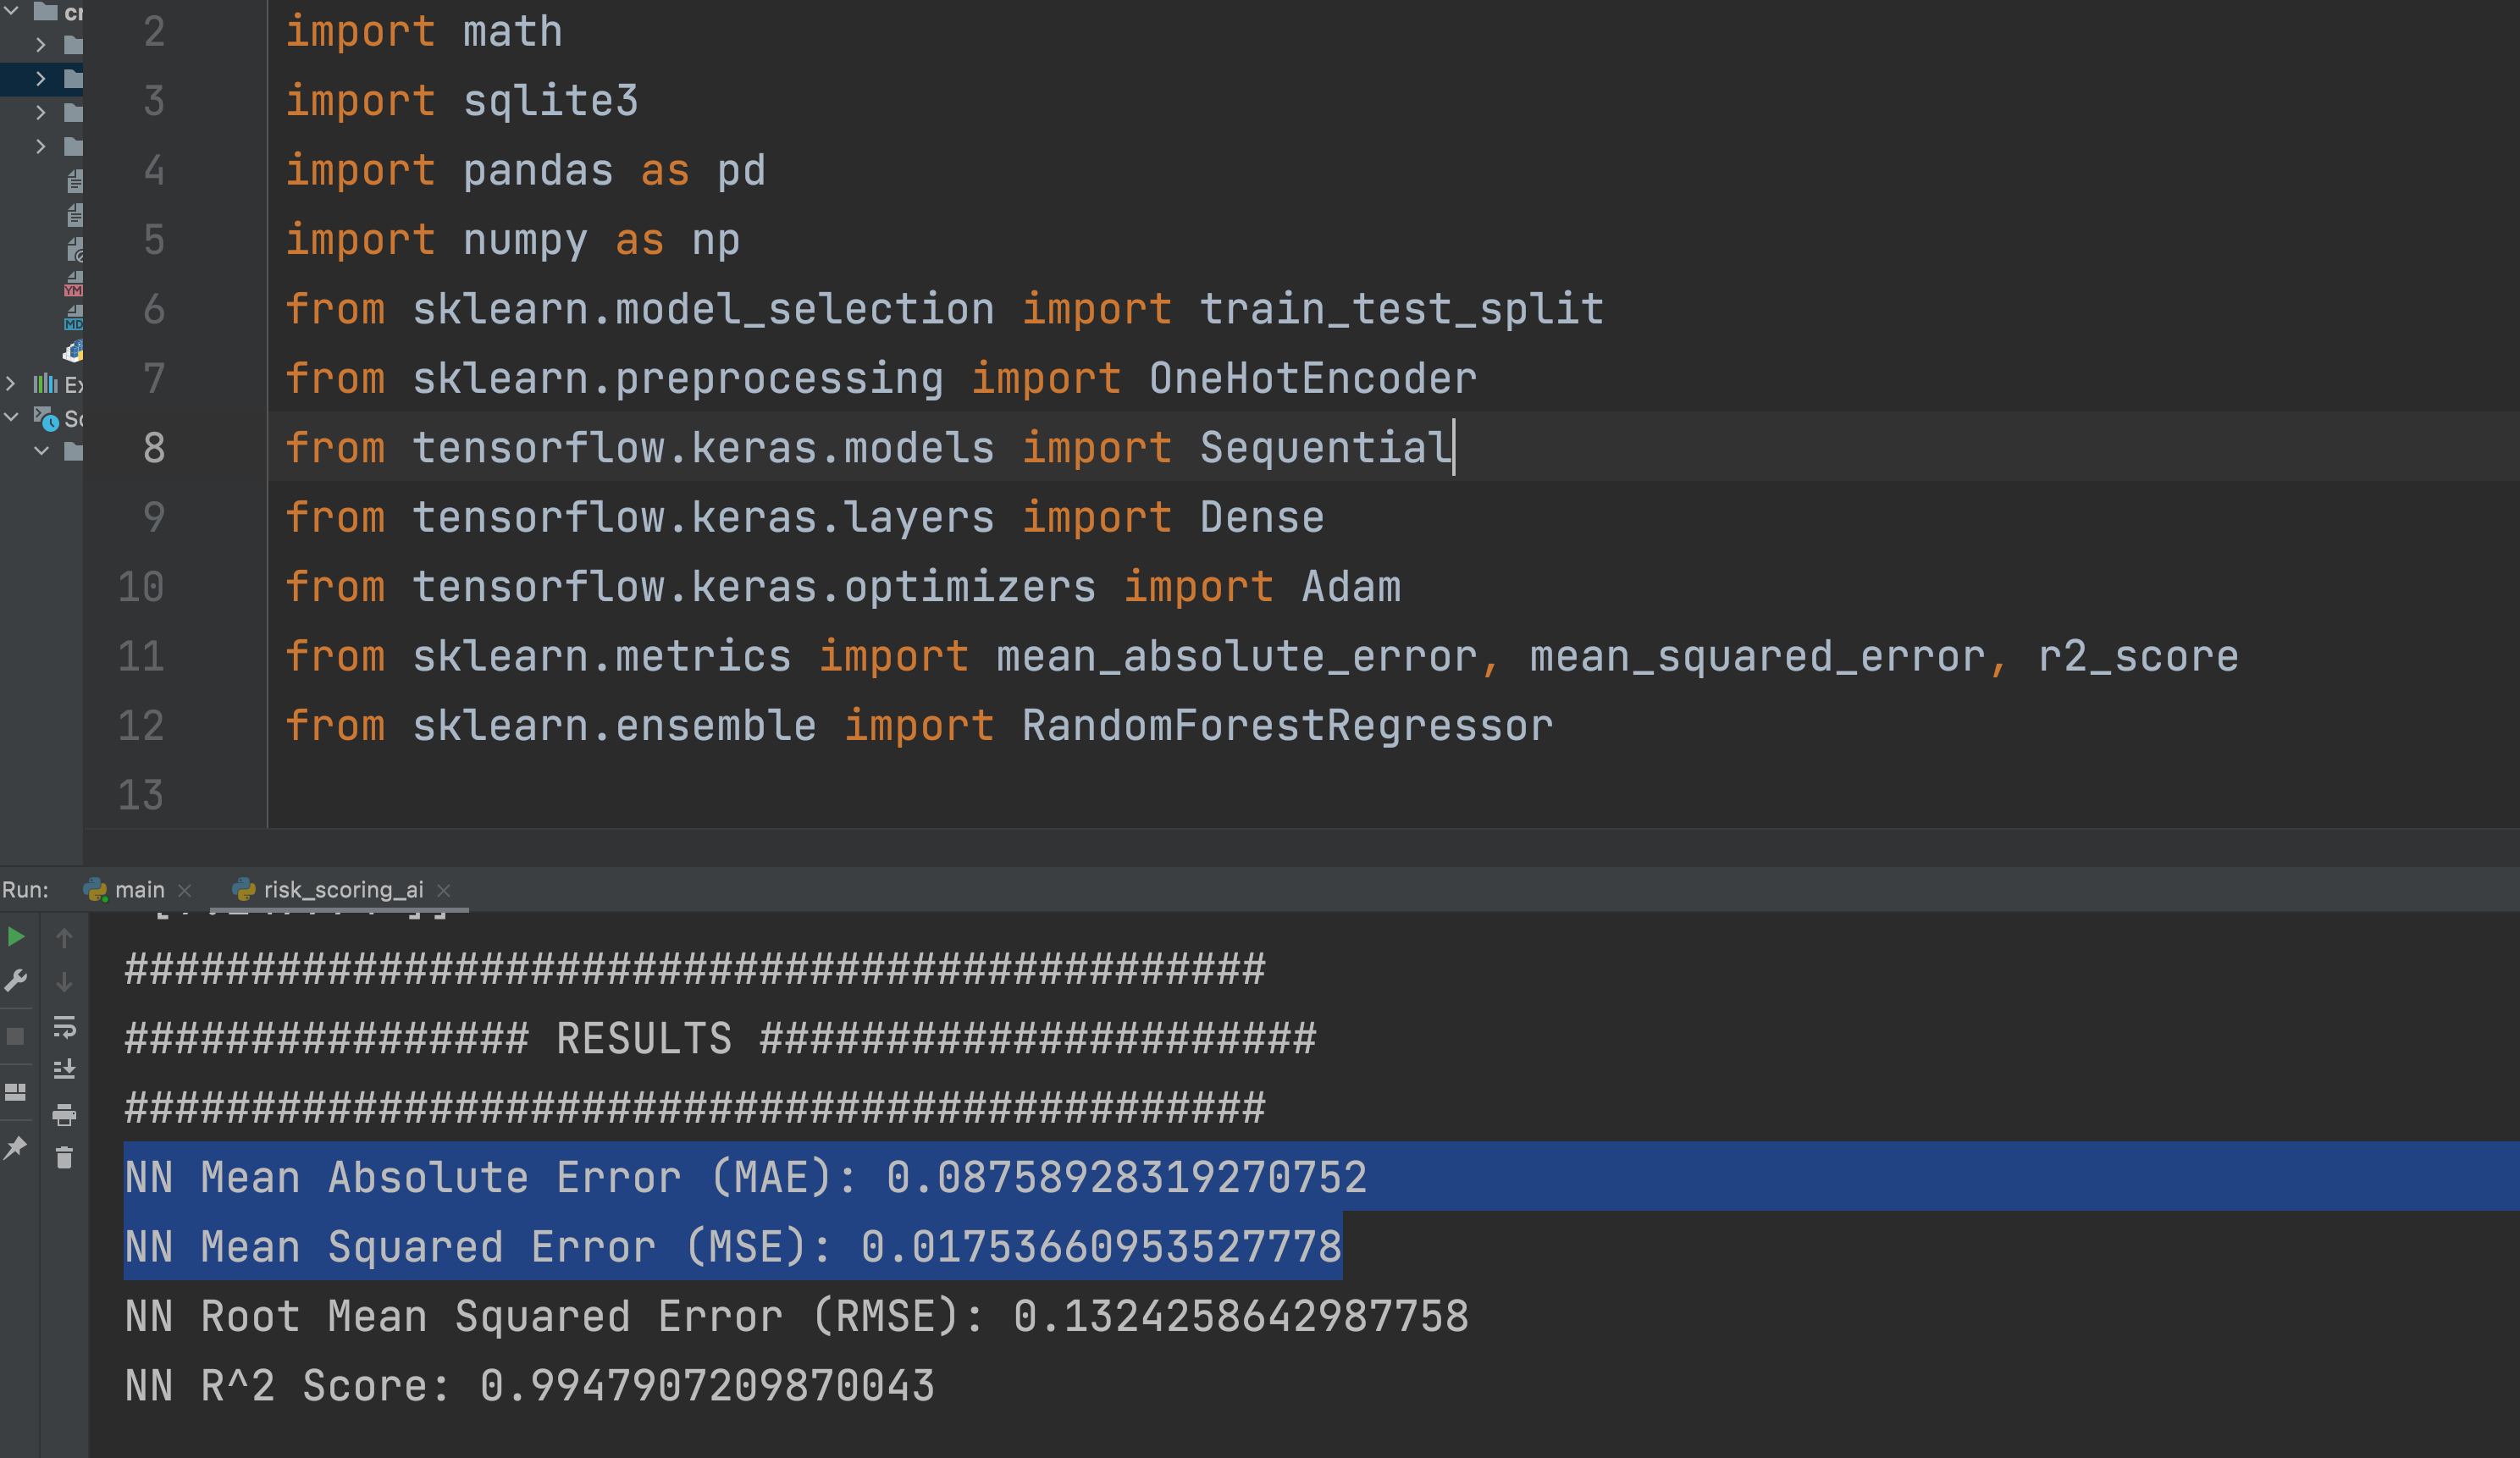 2 import math
3 import sqlite3
4 import pandas as pd
5 import numpy as np
6 from sklearn.model_selection import train_test_split
7 from sklearn.preprocessing import OneHotEncoder
8 from tensorflow.keras.models import Sequential
9 from tensorflow.keras.layers import Dense
10 from tensorflow.keras.optimizers import Adam
11 from sklearn.metrics import mean_absolute_error, mean_squared_error, r2_score
12 from sklearn.ensemble import RandomForestRegressor
13
YM
MD
Ex
Run: main risk_scoring_ai
#############################################
################ RESULTS ######################
#############################################
NN Mean Absolute Error (MAE): 0.08758928319270752
NN Mean Squared Error (MSE): 0.01753660953527778
NN Root Mean Squared Error (RMSE): 0.1324258642987758
NN R^2 Score: 0.9947907209870043